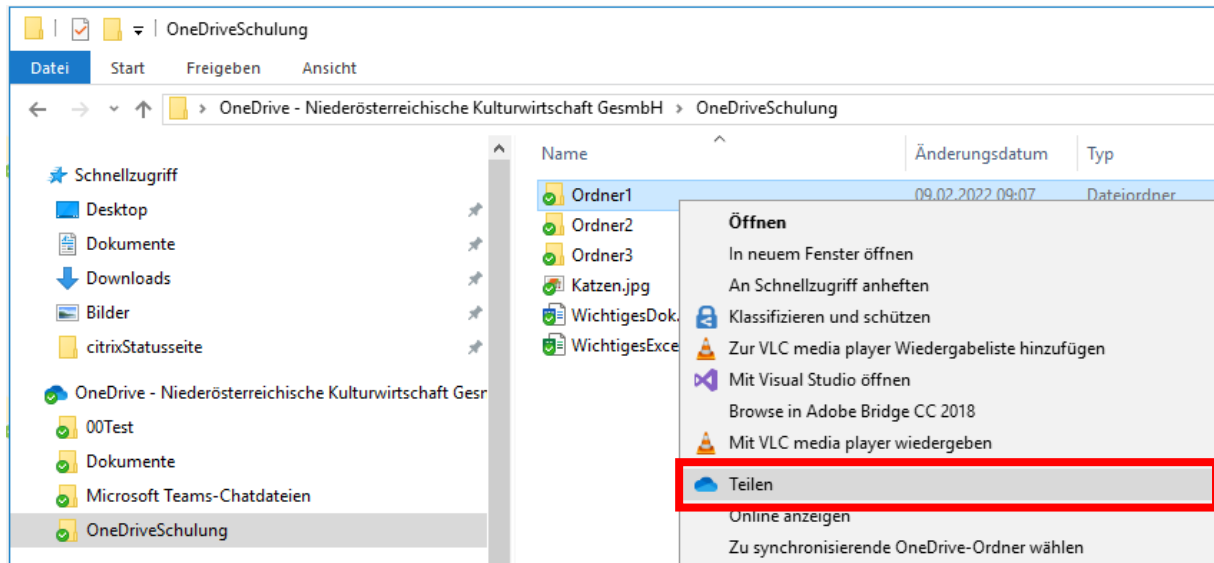 OneDriveSchulung
Datei Start Freigeben Ansicht
OneDrive - Niederösterreichische Kulturwirtschaft GesmbH > OneDriveSchulung
Schnellzugriff
Desktop
Dokumente
Downloads
Bilder
citrixStatusseite
OneDrive - Niederösterreichische Kulturwirtschaft Gesr
00Test
Dokumente
Microsoft Teams-Chatdateien
OneDriveSchulung
Name Änderungsdatum Typ
Ordner1 09.02.2022 09:07 Dateiordner
Ordner2
Ordner3
Katzen.jpg
WichtigesDok.
WichtigesExce
Öffnen
In neuem Fenster öffnen
An Schnellzugriff anheften
Klassifizieren und schützen
Zur VLC media player Wiedergabeliste hinzufügen
Mit Visual Studio öffnen
Browse in Adobe Bridge CC 2018
Mit VLC media player wiedergeben
Teilen
Online anzeigen
Zu synchronisierende OneDrive-Ordner wählen